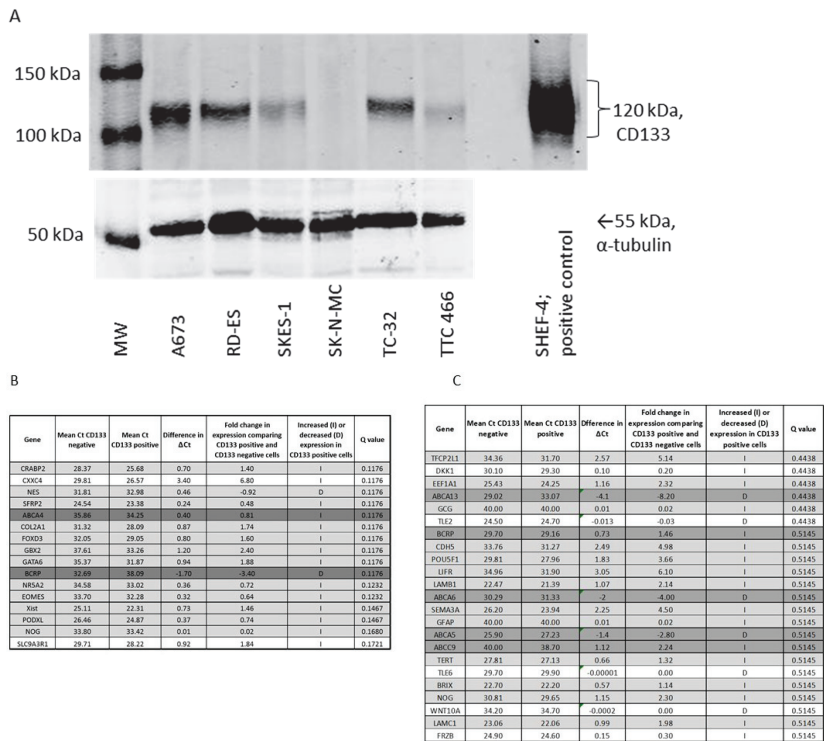 A
150 kDa
100 kDa
120 kDa,
CD133
50 kDa
←55 kDa,
α-tubulin
MW
A673
RD-ES
SKES-1
SK-N-MC
TC-32
TTC 466
SHEF-4;
positive control
B
Gene Mean Ct CD133 negative Mean Ct CD133 positive Difference in ΔCt Fold change in expression comparing CD133 positive and CD133 negative cells Increased (I) or decreased (D) expression in CD133 positive cells Q value
CRABP2 28.37 25.68 0.70 1.40 I 0.1176
CXXC4 29.81 26.57 3.40 6.80 I 0.1176
NES 31.81 32.98 0.46 -0.92 D 0.1176
SFRP2 24.54 23.38 0.24 0.48 I 0.1176
ABCA4 35.86 34.25 0.40 0.81 I 0.1176
COL2A1 31.32 28.09 0.87 1.74 I 0.1176
FOXD3 32.05 29.05 0.80 1.60 I 0.1176
GBX2 37.61 33.26 1.20 2.40 I 0.1176
GATA6 35.37 31.87 0.94 1.88 I 0.1176
BCRP 32.69 38.09 -1.70 -3.40 D 0.1176
NR5A2 34.58 33.02 0.36 0.72 I 0.1232
EOMES 33.70 32.28 0.32 0.64 I 0.1232
Xist 25.11 22.31 0.73 1.46 I 0.1467
PODXL 26.46 24.87 0.37 0.74 I 0.1467
NOG 33.80 33.42 0.01 0.02 I 0.1680
SLC9A3R1 29.71 28.22 0.92 1.84 I 0.1721
C
Gene Mean Ct CD133 negative Mean Ct CD133 positive Difference in ΔCt Fold change in expression comparing CD133 positive and CD133 negative cells Increased (I) or decreased (D) expression in CD133 positive cells Q value
TFCP2L1 34.36 31.70 2.57 5.14 I 0.4438
DKK1 30.10 29.30 0.10 0.20 I 0.4438
EEF1A1 25.43 24.25 1.16 2.32 I 0.4438
ABCA13 29.02 33.07 -4.1 -8.20 D 0.4438
GCG 40.00 40.00 0.01 0.02 I 0.4438
TLE2 24.50 24.70 -0.013 -0.03 D 0.4438
BCRP 29.70 29.16 0.73 1.46 I 0.5145
CDH5 33.76 31.27 2.49 4.98 I 0.5145
POU5F1 29.81 27.96 1.83 3.66 I 0.5145
LIFR 34.96 31.90 3.05 6.10 I 0.5145
LAMB1 22.47 21.39 1.07 2.14 I 0.5145
ABCA6 30.29 31.33 -2 -4.00 D 0.5145
SEMA3A 26.20 23.94 2.25 4.50 I 0.5145
GFAP 40.00 40.00 0.01 0.02 I 0.5145
ABCA5 25.90 27.23 -1.4 -2.80 D 0.5145
ABCC9 40.00 38.70 1.12 2.24 I 0.5145
TERT 27.81 27.13 0.66 1.32 I 0.5145
TLE6 29.70 29.90 -0.00001 0.00 D 0.5145
BRIX 22.70 22.20 0.57 1.14 I 0.5145
NOG 30.81 29.65 1.15 2.30 I 0.5145
WNT10A 34.20 34.70 -0.0002 0.00 D 0.5145
LAMC1 23.06 22.06 0.99 1.98 I 0.5145
FRZB 24.90 24.60 0.15 0.30 I 0.5145